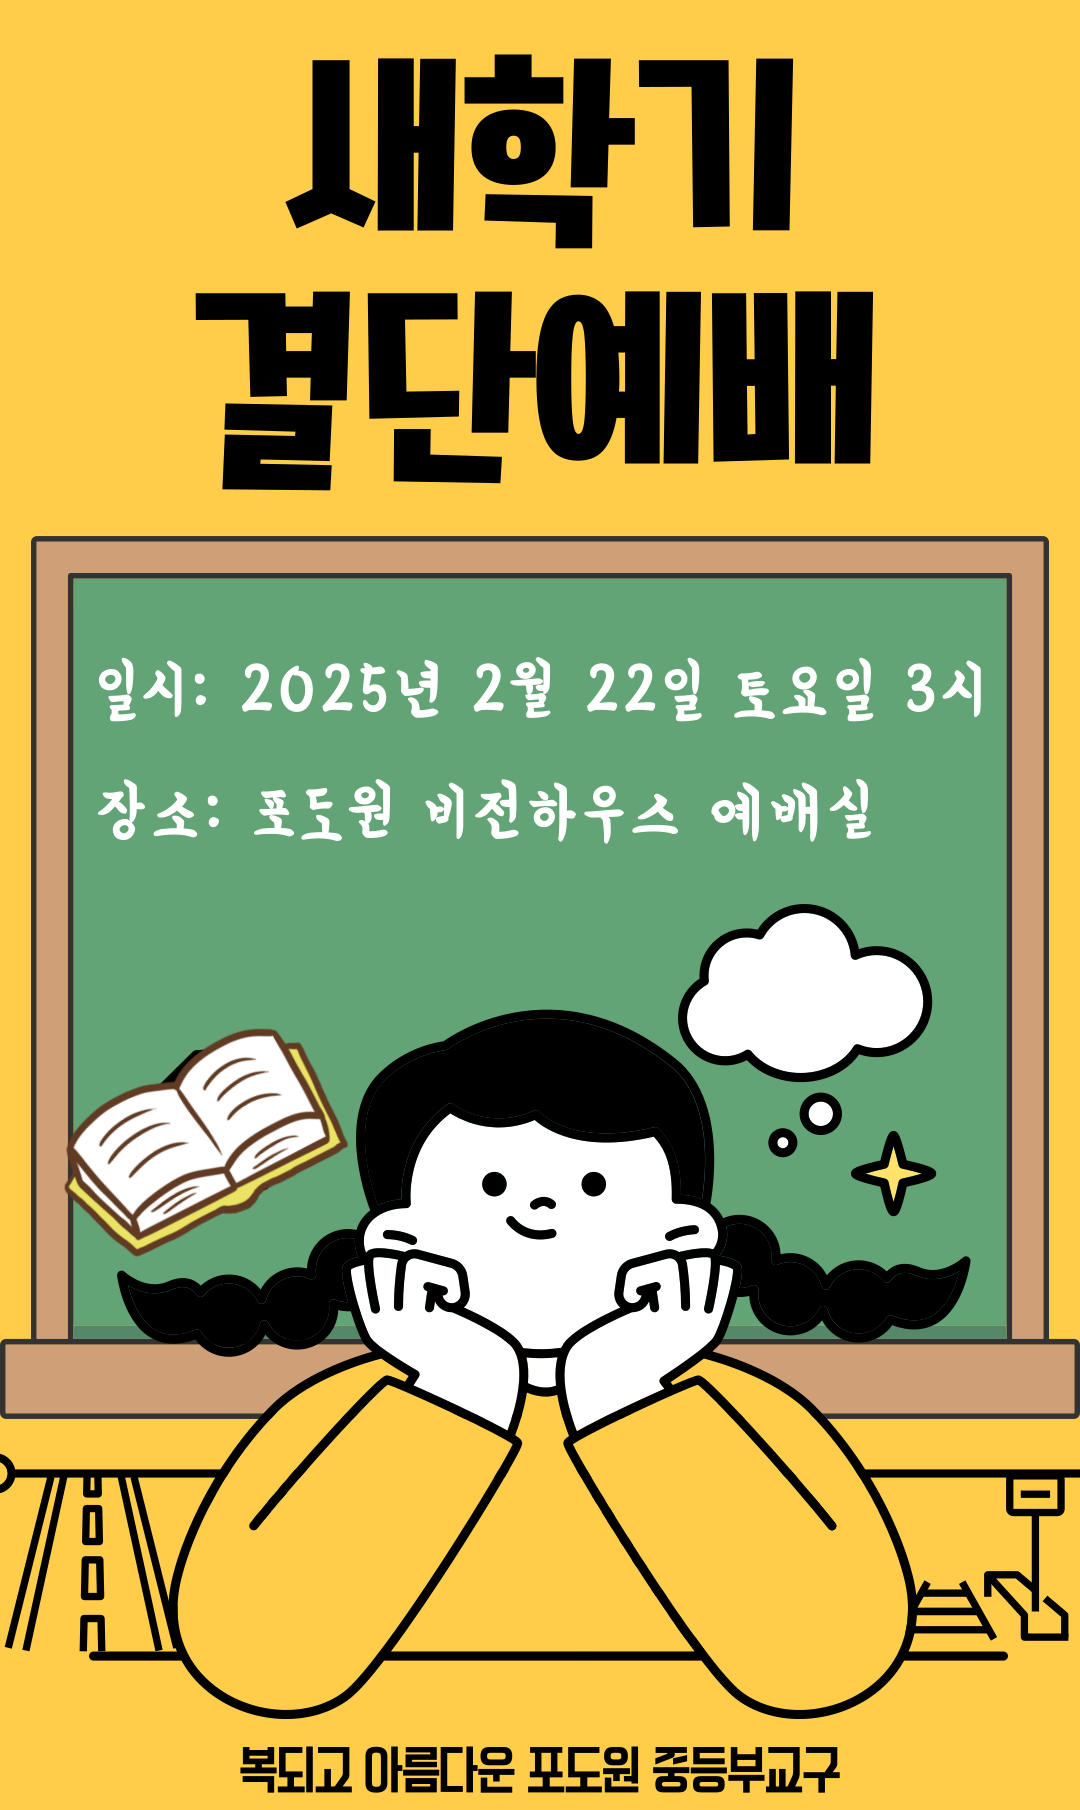 새학기
결단예배
일시: 2025년 2월 22일 토요일 3시
장소: 포도원 비전하우스 예배실
복되고 아름다운 포도원 중등부교구